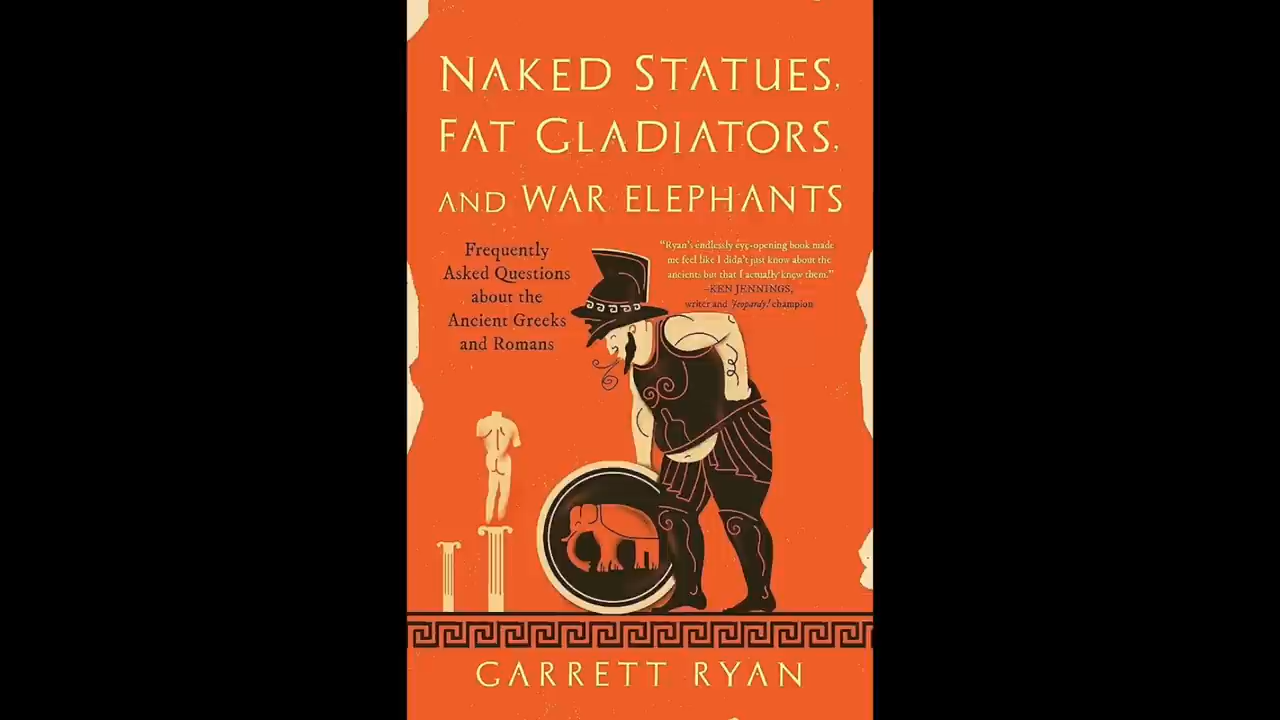 NAKED STATUES,
FAT GLADIATORS,
AND WAR ELEPHANTS
Frequently
Asked Questions
about the
Ancient Greeks
and Romans
“Ryan’s endlessly eye-opening book made
me feel like I didn’t just know about the
ancients but that I actually knew them.”
–KEN JENNINGS,
writer and Jeopardy! champion
GARRETT RYAN